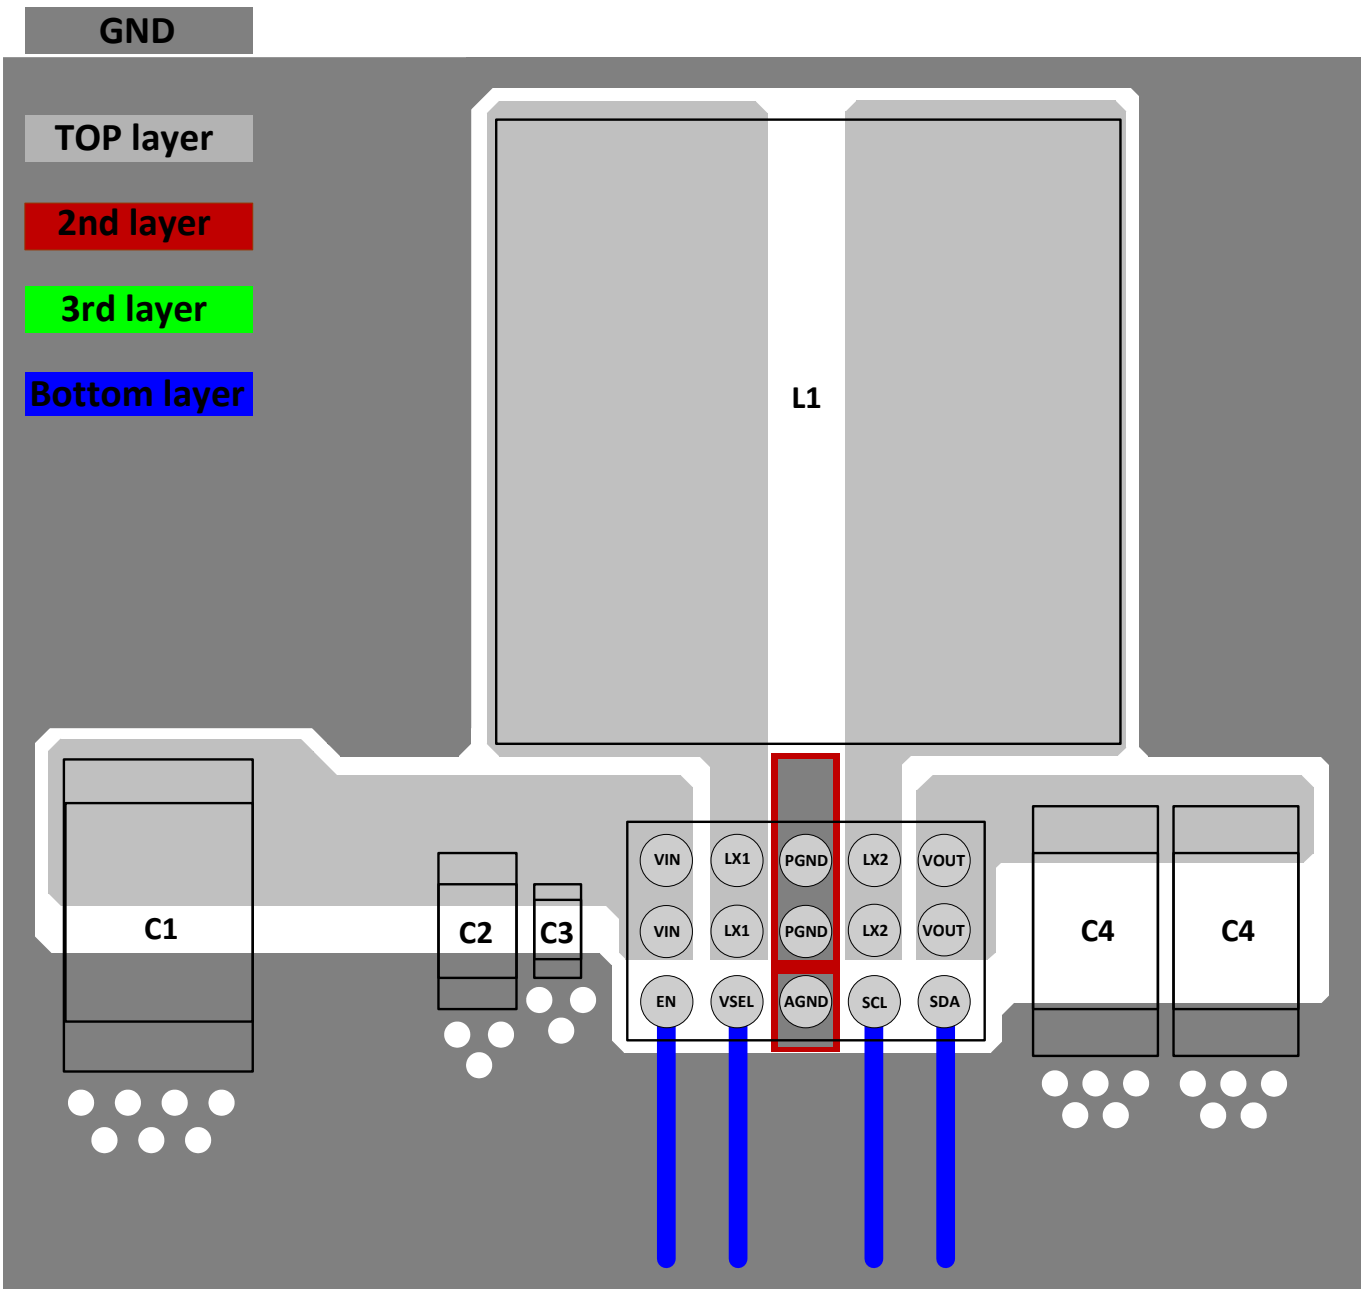 GND
TOP layer
2nd layer
3rd layer
Bottom layer
L1
VIN LX1 PGND LX2 VOUT
VIN LX1 PGND LX2 VOUT
C1 C2 C3 C4 C4
EN VSEL AGND SCL SDA